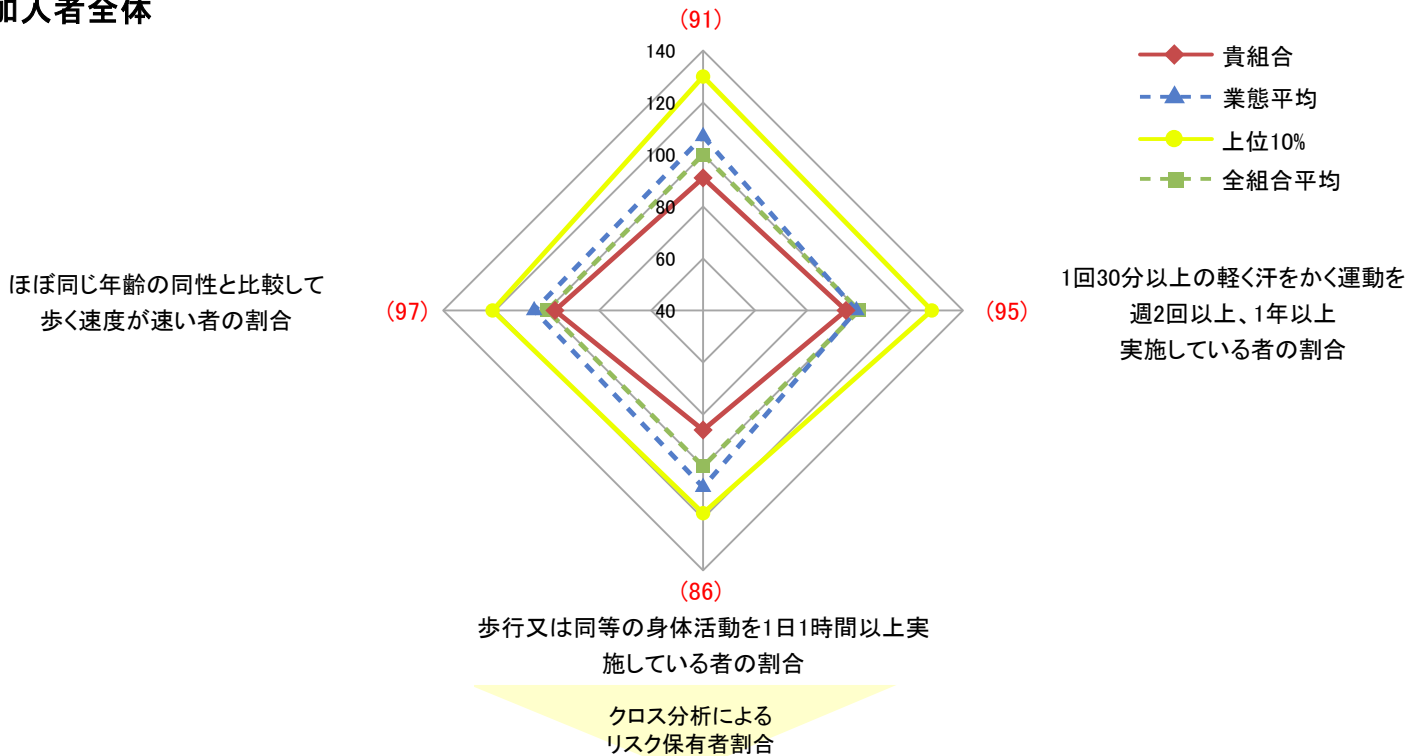 加入者全体
(91)
140
120
100
80
60
40
貴組合
業態平均
上位10%
全組合平均
ほぼ同じ年齢の同性と比較して
歩く速度が速い者の割合
(97)
(95)
1回30分以上の軽く汗をかく運動を
週2回以上、1年以上
実施している者の割合
(86)
歩行又は同等の身体活動を1日1時間以上実
施している者の割合
クロス分析による
リスク保有者割合